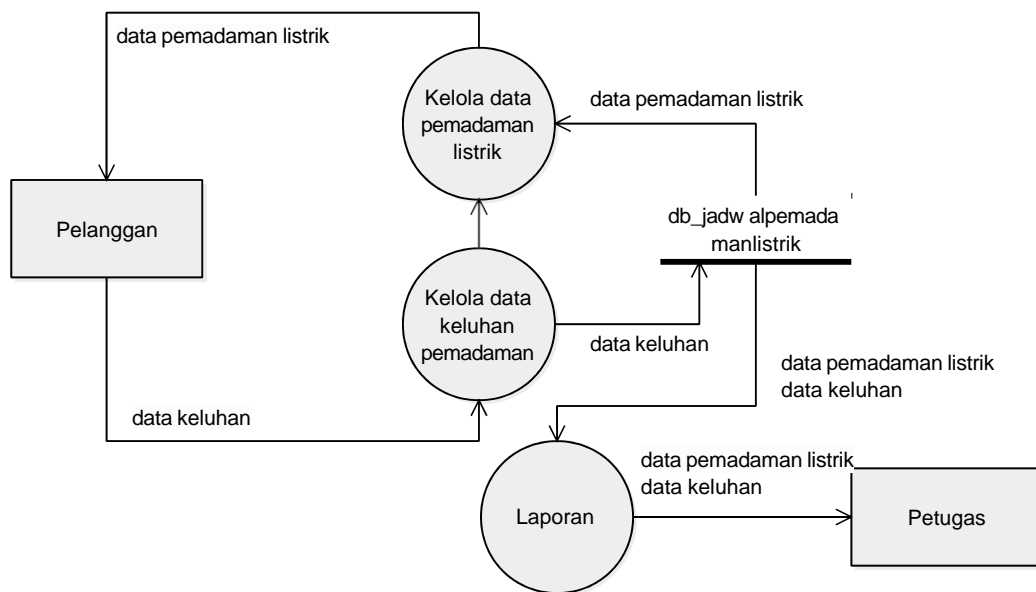 data pemadaman listrik
Kelola data
pemadaman
listrik
data pemadaman listrik
Pelanggan
db_jadw alpemada
manlistrik
Kelola data
keluhan
pemadaman
data keluhan
data pemadaman listrik
data keluhan
data keluhan
data pemadaman listrik
data keluhan
Laporan
Petugas